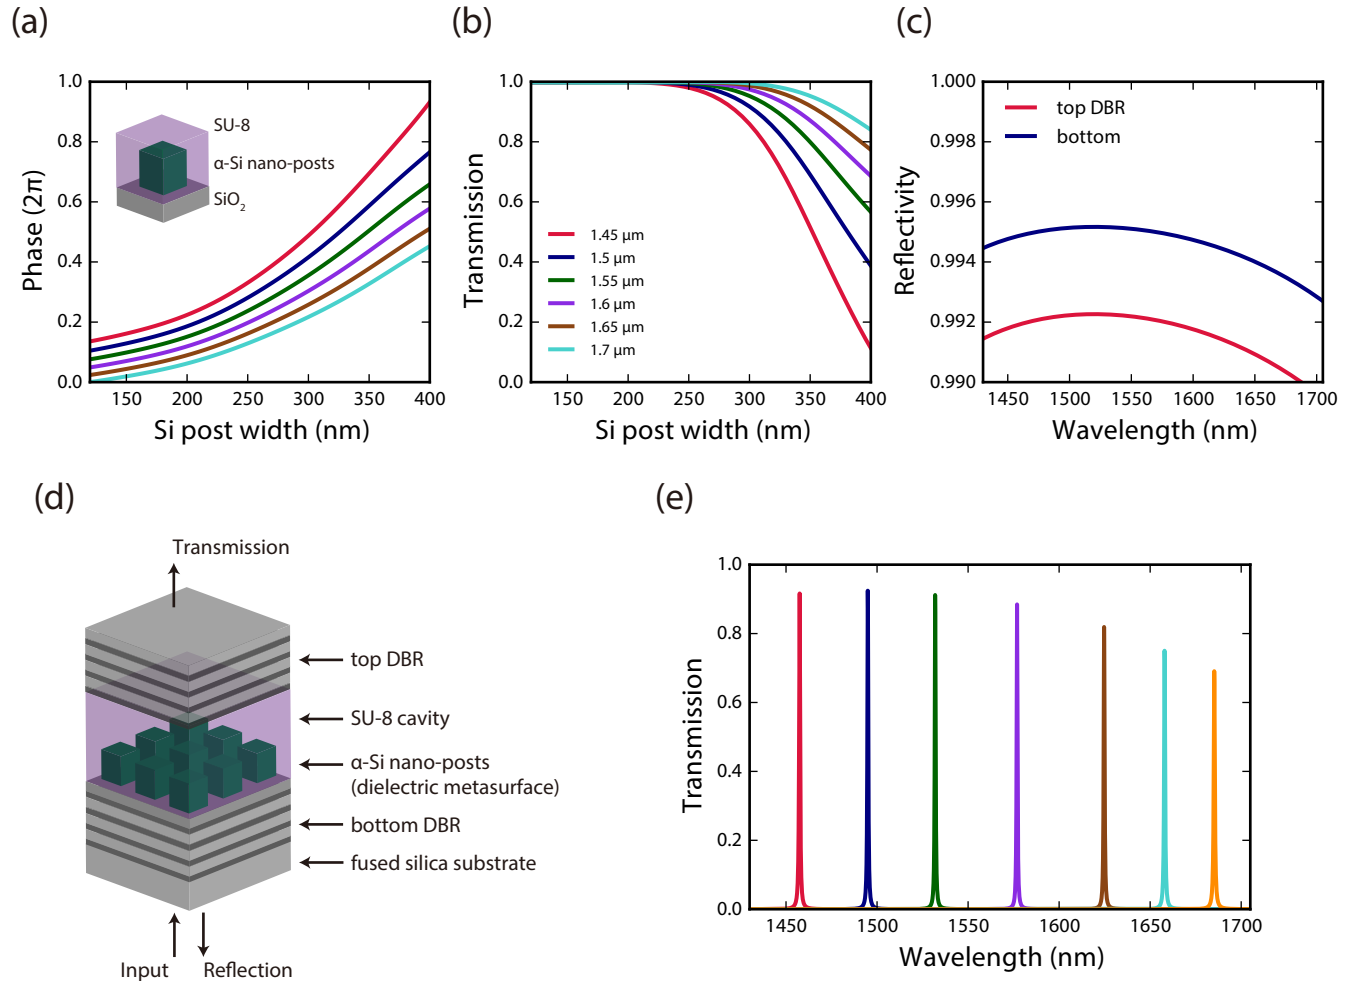 (a)
Phase (2π)
1.0
0.8
0.6
0.4
0.2
0.0
150 200 250 300 350 400
Si post width (nm)
SU-8
α-Si nano-posts
SiO2
(b)
Transmission
1.0
0.8
0.6
0.4
0.2
0.0
1.45 μm
1.5 μm
1.55 μm
1.6 μm
1.65 μm
1.7 μm
150 200 250 300 350 400
Si post width (nm)
(c)
Reflectivity
1.000
0.998
0.996
0.994
0.992
0.990
top DBR
bottom
1450 1500 1550 1600 1650 1700
Wavelength (nm)
(d)
Transmission
top DBR
SU-8 cavity
α-Si nano-posts
(dielectric metasurface)
bottom DBR
fused silica substrate
Input Reflection
(e)
Transmission
1.0
0.8
0.6
0.4
0.2
0.0
1450 1500 1550 1600 1650 1700
Wavelength (nm)